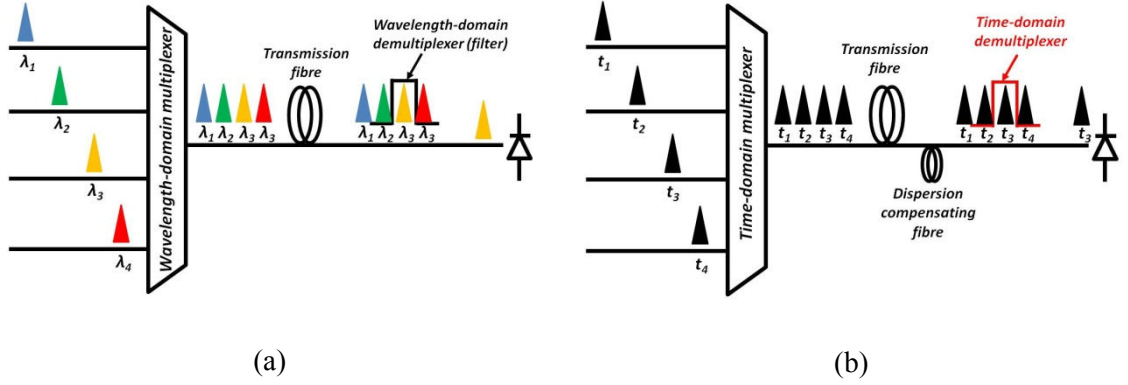 λ1
λ2
λ3
λ4
Wavelength-domain multiplexer
λ1 λ2 λ3 λ3
Transmission
fibre
Wavelength-domain
demultiplexer (filter)
λ1 λ2 λ3 λ3
(a)
t1
t2
t3
t4
Time-domain multiplexer
t1 t2 t3 t4
Transmission
fibre
Time-domain
demultiplexer
t1 t2 t3 t4
t3
Dispersion
compensating
fibre
(b)